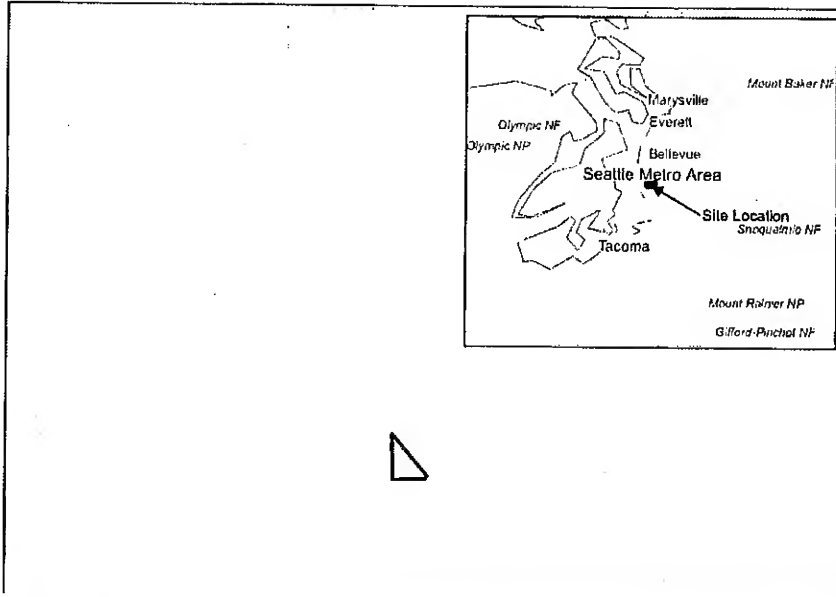 Mount Baker NF
Marysville
Olympic NF
Everett
Olympic NP
Bellevue
Seattle Metro Area
Site Location
Snoqualmie NF
Tacoma
Mount Rainier NP
Gifford-Pinchot NF